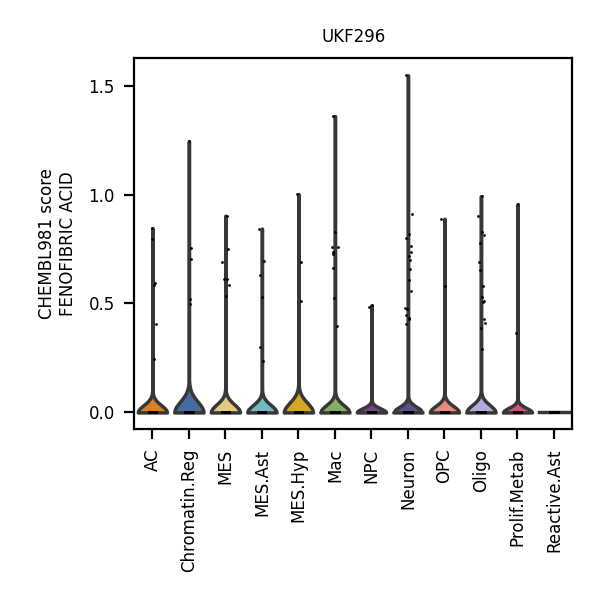 UKF296
CHEMBL981 score
FENOFIBRIC ACID
1.5
1.0
0.5
0.0
AC
Chromatin.Reg
MES
MES.Ast
MES.Hyp
Mac
NPC
Neuron
OPC
Oligo
Prolif.Metab
Reactive.Ast